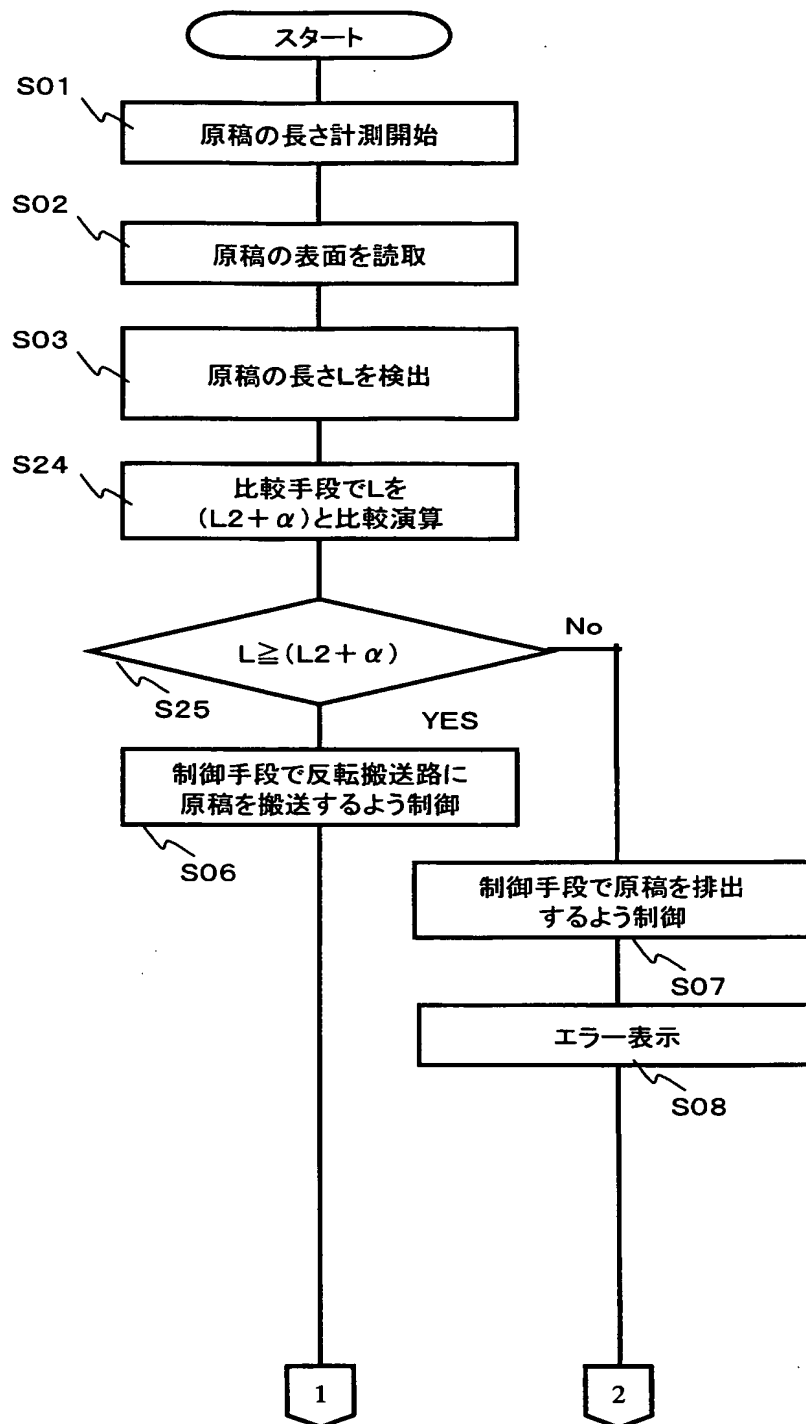 スタート
S01
原稿の長さ計測開始
S02
原稿の表面を読取
S03
原稿の長さLを検出
S24
比較手段でLを
(L2+α)と比較演算
L≧(L2+α)
No
S25
YES
制御手段で反転搬送路に
原稿を搬送するよう制御
S06
制御手段で原稿を排出
するよう制御
S07
エラー表示
S08
1
2